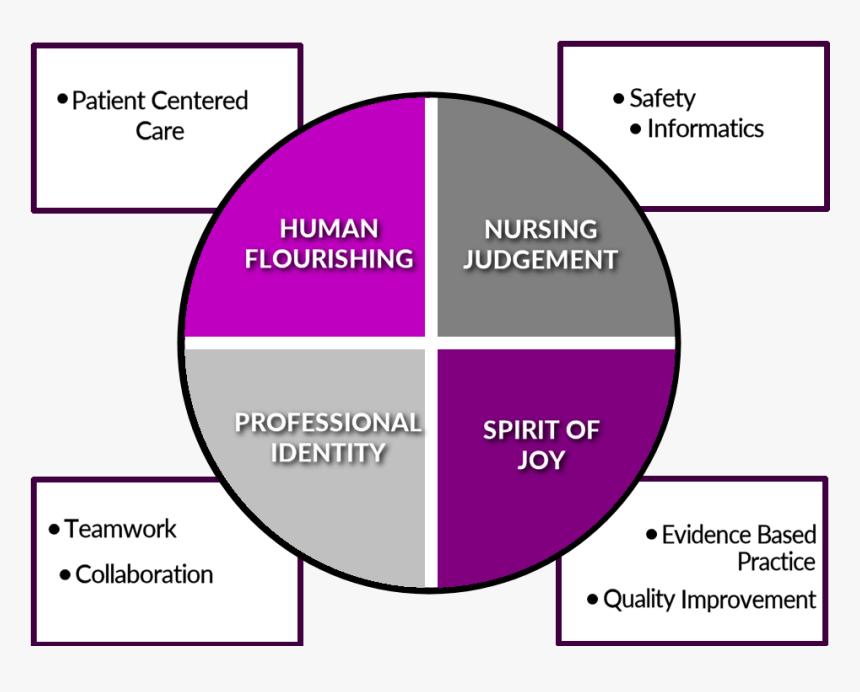 • Patient Centered
Care
• Safety
• Informatics
HUMAN
FLOURISHING
NURSING
JUDGEMENT
PROFESSIONAL
IDENTITY
SPIRIT OF
JOY
• Teamwork
• Collaboration
• Evidence Based
Practice
• Quality Improvement